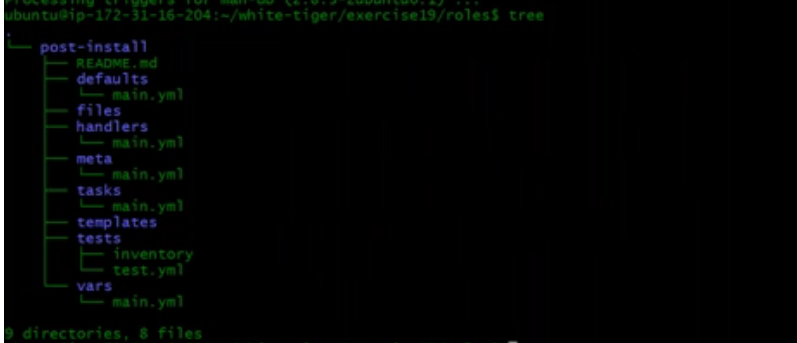 Processing triggers for man-db (2.8.3-2ubuntu0.1) ...
ubuntu@ip-172-31-16-204:~/white-tiger/exercise19/roles$ tree
.
└── post-install
    ├── README.md
    ├── defaults
    │   └── main.yml
    ├── files
    ├── handlers
    │   └── main.yml
    ├── meta
    │   └── main.yml
    ├── tasks
    │   └── main.yml
    ├── templates
    ├── tests
    │   ├── inventory
    │   └── test.yml
    └── vars
        └── main.yml
9 directories, 8 files